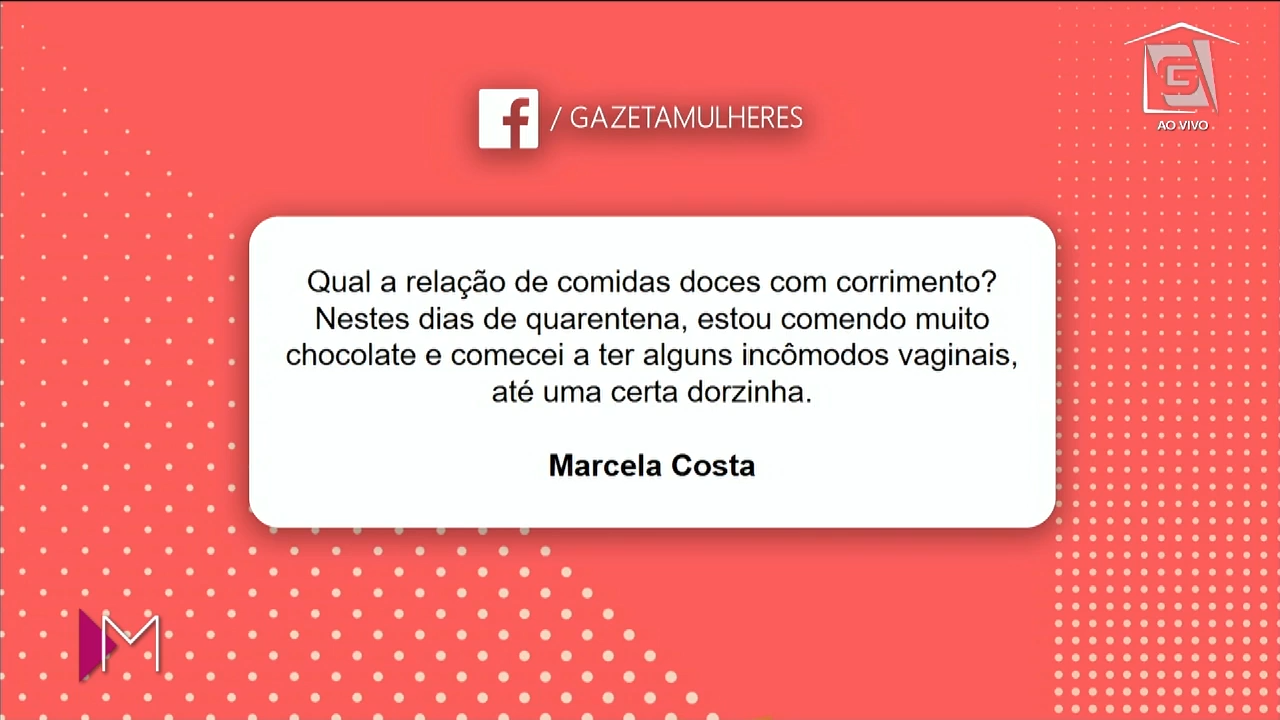 / GAZETAMULHERES
G
AO VIVO
Qual a relação de comidas doces com corrimento?
Nestes dias de quarentena, estou comendo muito
chocolate e comecei a ter alguns incômodos vaginais,
até uma certa dorzinha.
Marcela Costa
M